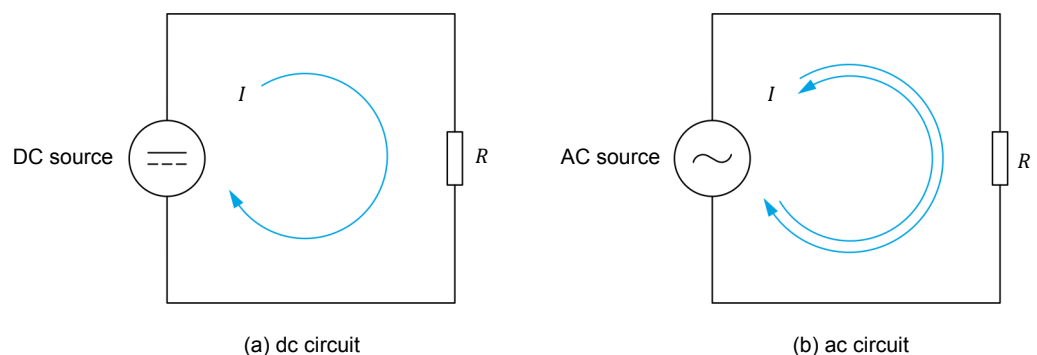 I
DC source
R
(a) dc circuit
I
AC source
R
(b) ac circuit